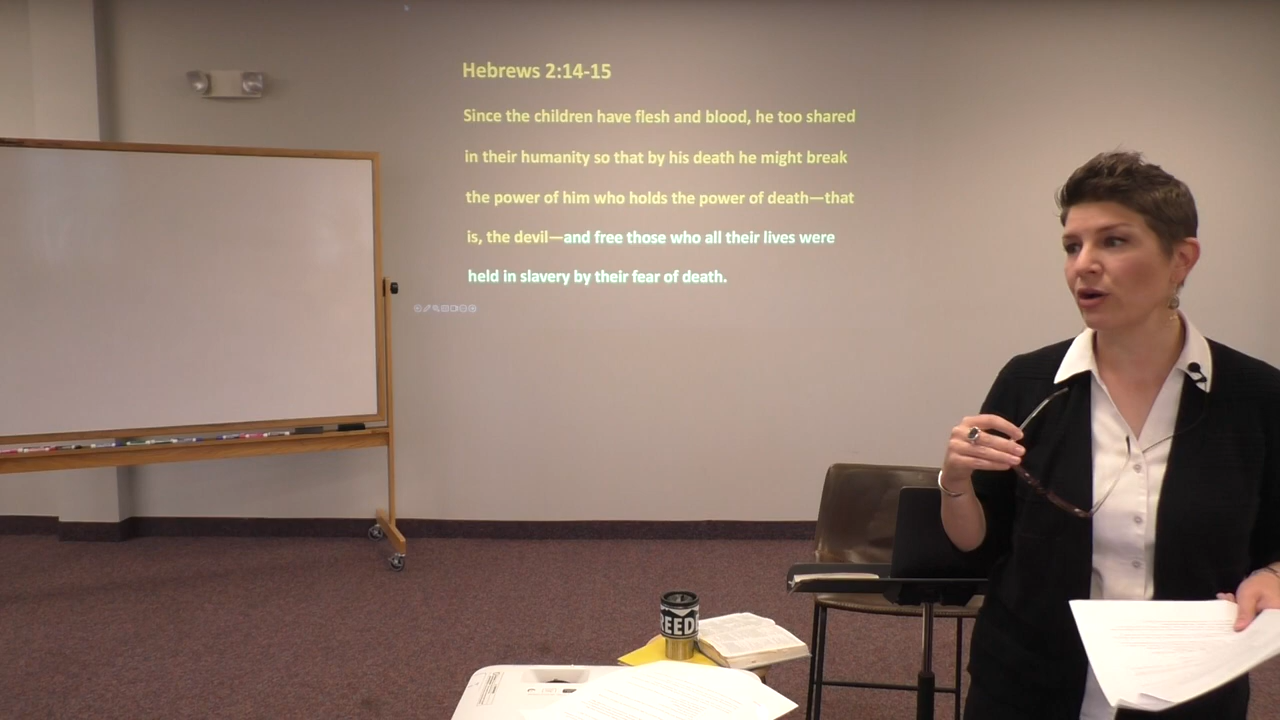 Hebrews 2:14-15
Since the children have flesh and blood, he too shared
in their humanity so that by his death he might break
the power of him who holds the power of death—that
is, the devil—and free those who all their lives were
held in slavery by their fear of death.
REED